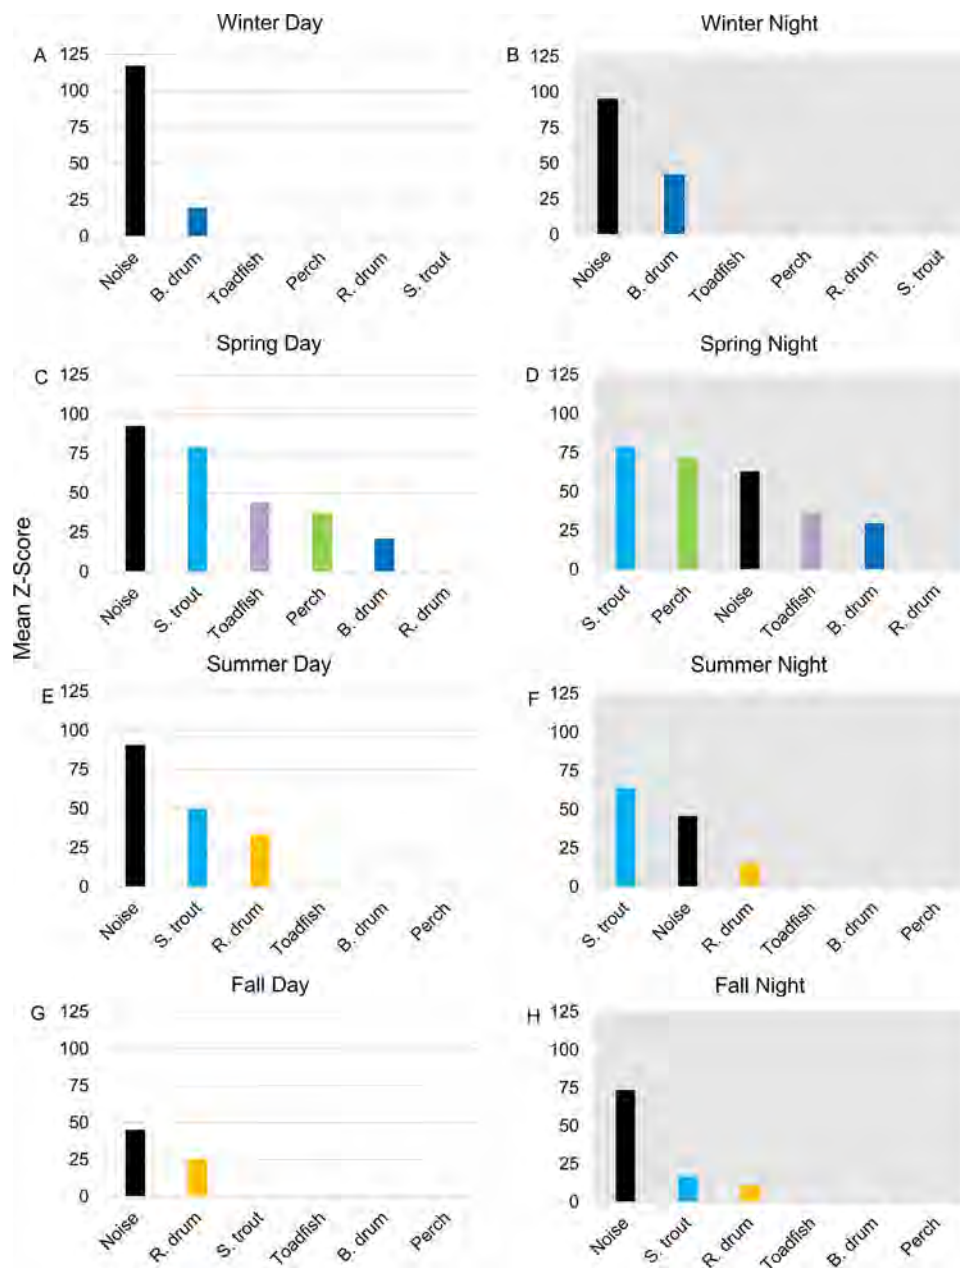 Winter Day
A
125
100
75
50
25
0
Noise
B. drum
Toadfish
Perch
R. drum
S. trout
Winter Night
B
125
100
75
50
25
0
Noise
B. drum
Toadfish
Perch
R. drum
S. trout
Mean Z-Score
Spring Day
C
125
100
75
50
25
0
Noise
S. trout
Toadfish
Perch
B. drum
R. drum
Spring Night
D
125
100
75
50
25
0
S. trout
Perch
Noise
Toadfish
B. drum
R. drum
Summer Day
E
125
100
75
50
25
0
Noise
S. trout
R. drum
Toadfish
B. drum
Perch
Summer Night
F
125
100
75
50
25
0
S. trout
Noise
R. drum
Toadfish
B. drum
Perch
Fall Day
G
125
100
75
50
25
0
Noise
R. drum
S. trout
Toadfish
B. drum
Perch
Fall Night
H
125
100
75
50
25
0
Noise
S. trout
R. drum
Toadfish
B. drum
Perch